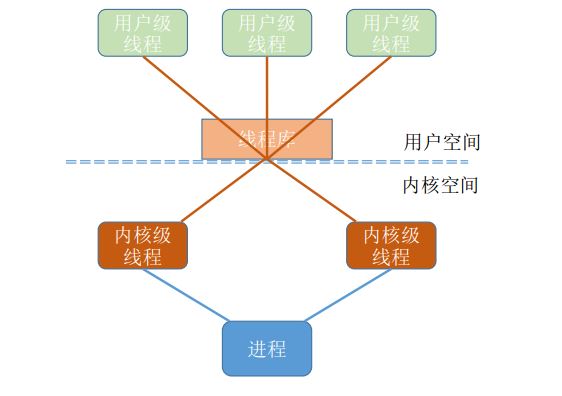 用户级
线程
用户级
线程
用户级
线程
线程库
用户空间
内核空间
内核级
线程
内核级
线程
进程